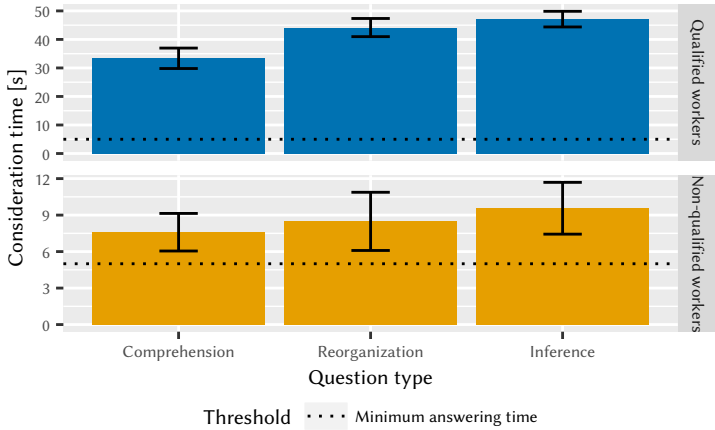 Consideration time [s]
50
40
30
20
10
0
Qualified workers
12
9
6
3
0
Non-qualified workers
Comprehension Reorganization Inference
Question type
Threshold Minimum answering time